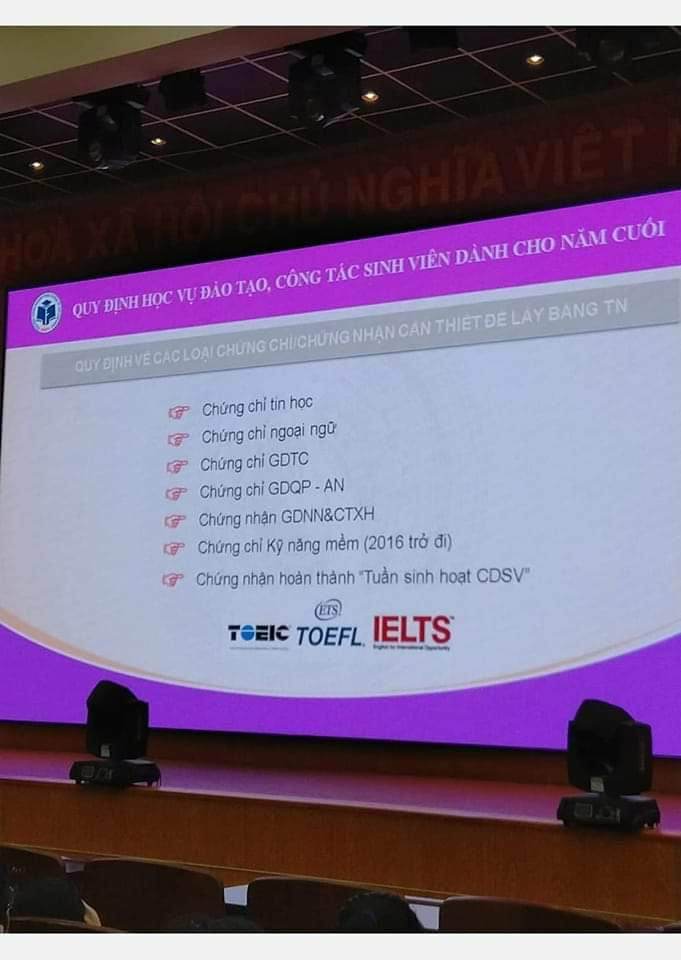 HOÀ XÃ HỘI CHỦ NGHĨA VIỆT
QUY ĐỊNH HỌC VỤ ĐÀO TẠO, CÔNG TÁC SINH VIÊN DÀNH CHO NĂM CUỐI
QUY ĐỊNH VỀ CÁC LOẠI CHỨNG CHỈ/CHỨNG NHẬN CẦN THIẾT ĐỂ LẤY BẰNG TN
Chứng chỉ tin học
Chứng chỉ ngoại ngữ
Chứng chỉ GDTC
Chứng chỉ GDQP - AN
Chứng nhận GDNN&CTXH
Chứng chỉ Kỹ năng mềm (2016 trở đi)
Chứng nhận hoàn thành "Tuần sinh hoạt CDSV"
ETS
TOEIC TOEFL IELTS
English for International Opportunity